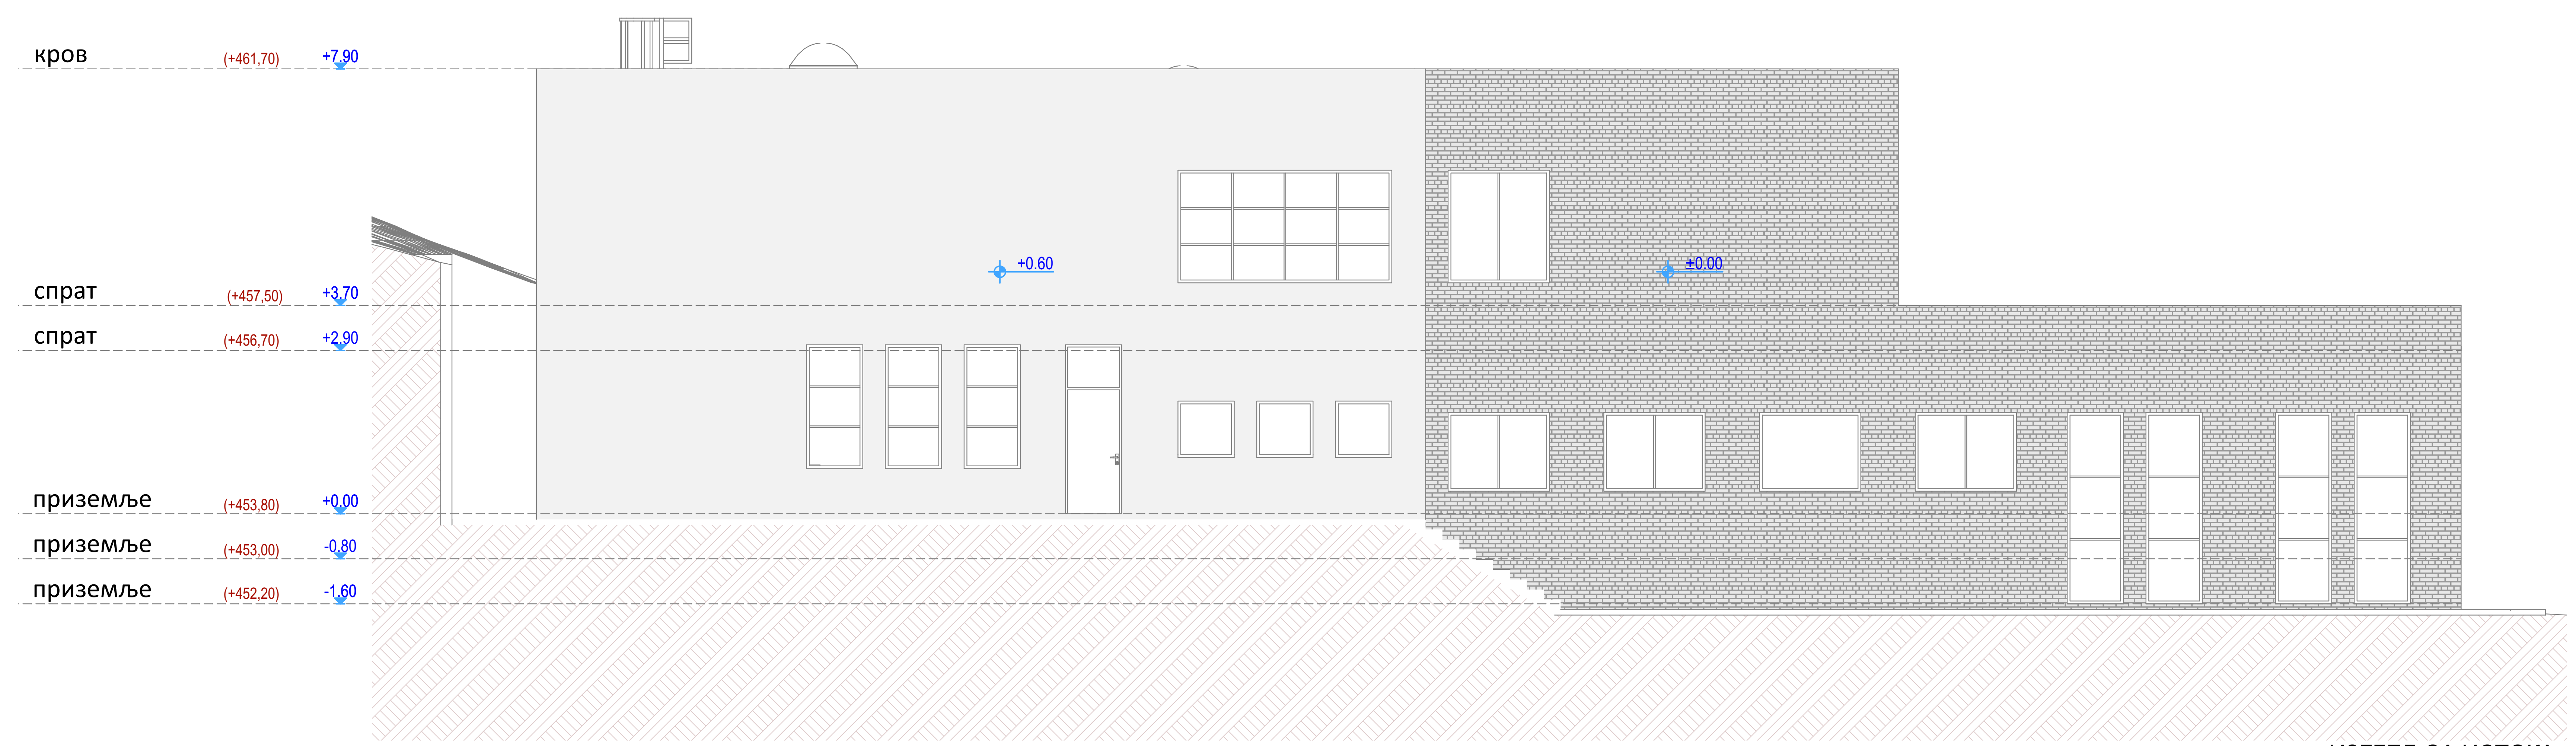 кров (+461,70) +7.90
+0.60 ±0.00
спрат (+457,50) +3.70
спрат (+456,70) +2.90
приземље (+453,80) +0.00
приземље (+453,00) -0.80
приземље (+452,20) -1.60